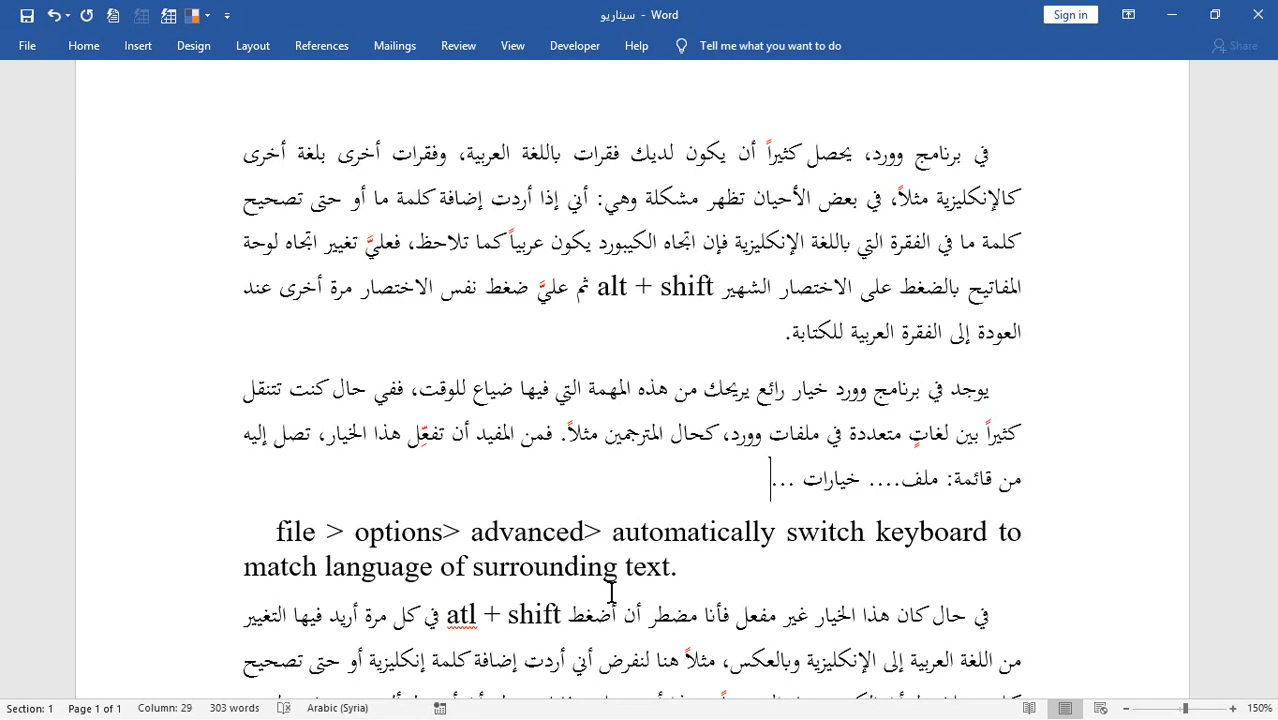 سيناريو - Word
Sign in
File Home Insert Design Layout References Mailings Review View Developer Help Tell me what you want to do Share
في برنامج وورد، يحصل كثيراً أن يكون لديك فقرات باللغة العربية، وفقرات أخرى بلغة أخرى
كالإنكليزية مثلاً، في بعض الأحيان تظهر مشكلة وهي: أني إذا أردت إضافة كلمة ما أو حتى تصحيح
كلمة ما في الفقرة التي باللغة الإنكليزية فإن اتجاه الكيبورد يكون عربياً كما تلاحظ، فعليَّ تغيير اتجاه لوحة
المفاتيح بالضغط على الاختصار الشهير alt + shift ثم عليَّ ضغط نفس الاختصار مرة أخرى عند
العودة إلى الفقرة العربية للكتابة.
يوجد في برنامج وورد خيار رائع يريحك من هذه المهمة التي فيها ضياع للوقت، ففي حال كنت تتنقل
كثيراً بين لغاتٍ متعددة في ملفات وورد، كحال المترجمين مثلاً. فمن المفيد أن تفعِّل هذا الخيار، تصل إليه
من قائمة: ملف.... خيارات ...
file > options> advanced> automatically switch keyboard to
match language of surrounding text.
في حال كان هذا الخيار غير مفعل فأنا مضطر أن أضغط atl + shift في كل مرة أريد فيها التغيير
من اللغة العربية إلى الإنكليزية وبالعكس، مثلاً هنا لنفرض أني أردت إضافة كلمة إنكليزية أو حتى تصحيح
Section: 1 Page 1 of 1 Column: 29 303 words Arabic (Syria) 150%